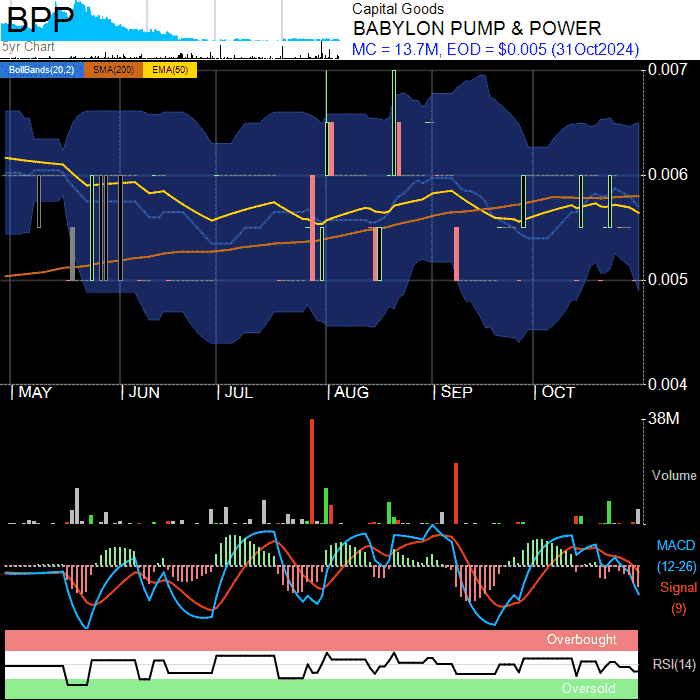 BPP
5yr Chart
Capital Goods
BABYLON PUMP & POWER
MC = 13.7M, EOD = $0.005 (31Oct2024)
BollBands(20,2) SMA(200) EMA(50)
0.007
0.006
0.005
0.004
MAY JUN JUL AUG SEP OCT
38M
Volume
MACD
(12-26)
Signal
(9)
Overbought
RSI(14)
Oversold